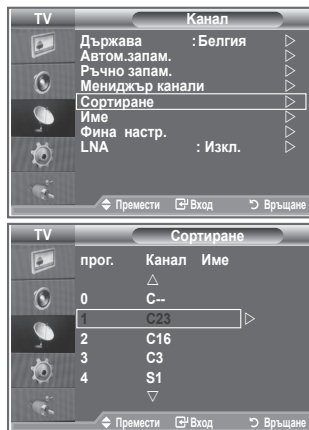 TV Канал
Държава : Белгия
Автом.запам.
Ръчно запам.
Мениджър канали
Сортиране
Име
Фина настр.
LNA : Изкл.
Премести Вход Връщане
TV Сортиране
прог. Канал Име
0 C--
1 C23
2 C16
3 C3
4 S1
Премести Вход Връщане